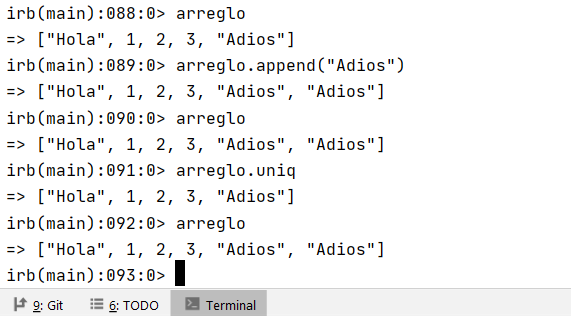 irb(main):088:0> arreglo
=> ["Hola", 1, 2, 3, "Adios"]
irb(main):089:0> arreglo.append("Adios")
=> ["Hola", 1, 2, 3, "Adios", "Adios"]
irb(main):090:0> arreglo
=> ["Hola", 1, 2, 3, "Adios", "Adios"]
irb(main):091:0> arreglo.uniq
=> ["Hola", 1, 2, 3, "Adios"]
irb(main):092:0> arreglo
=> ["Hola", 1, 2, 3, "Adios", "Adios"]
irb(main):093:0>
9: Git 6: TODO Terminal